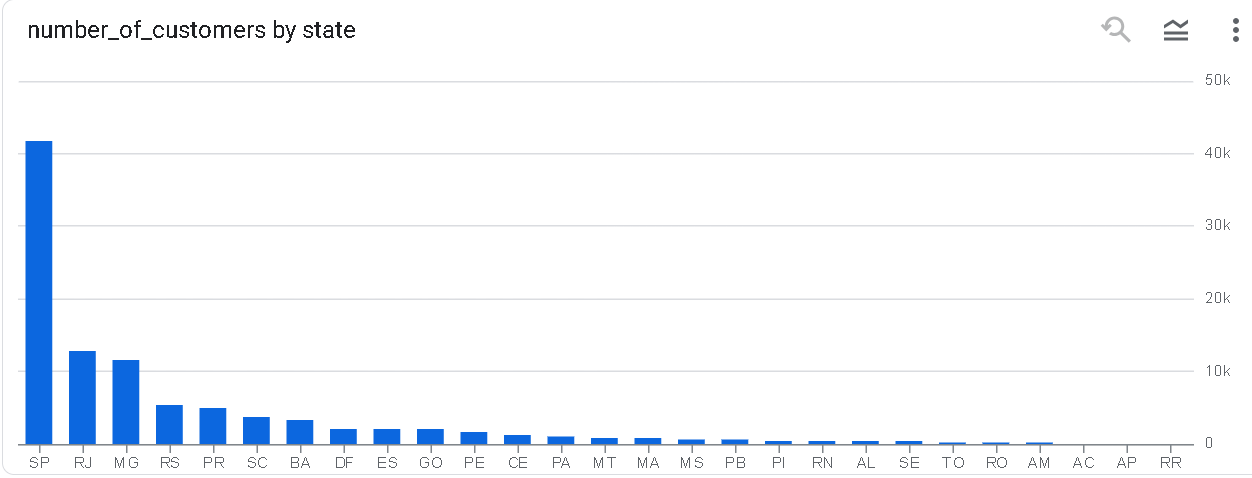 number_of_customers by state
50k
40k
30k
20k
10k
0
SP RJ MG RS PR SC BA DF ES GO PE CE PA MT MA MS PB PI RN AL SE TO RO AM AC AP RR